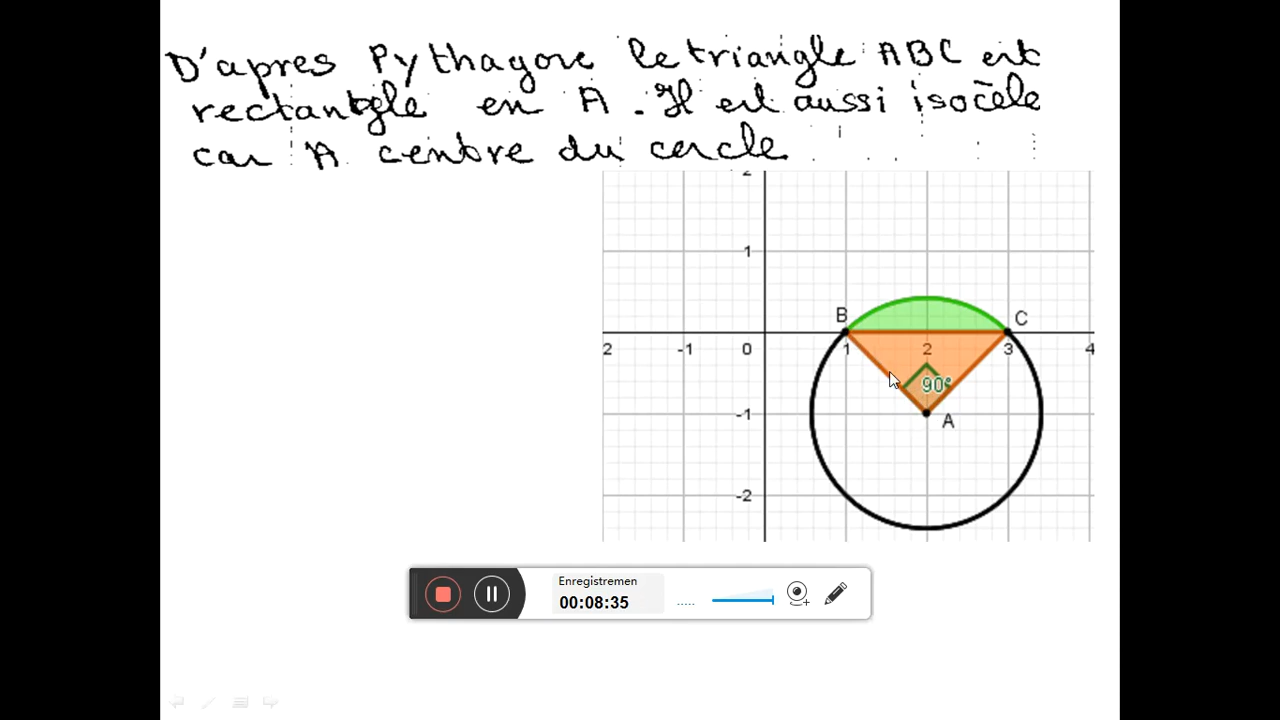 D'apres Pythagore le triangle ABC est
rectangle en A. Il est aussi isocèle
car A centre du cercle
2
1
B
C
2 -1 0 1 2 3 4
90°
-1
A
-2
Enregistremen
00:08:35